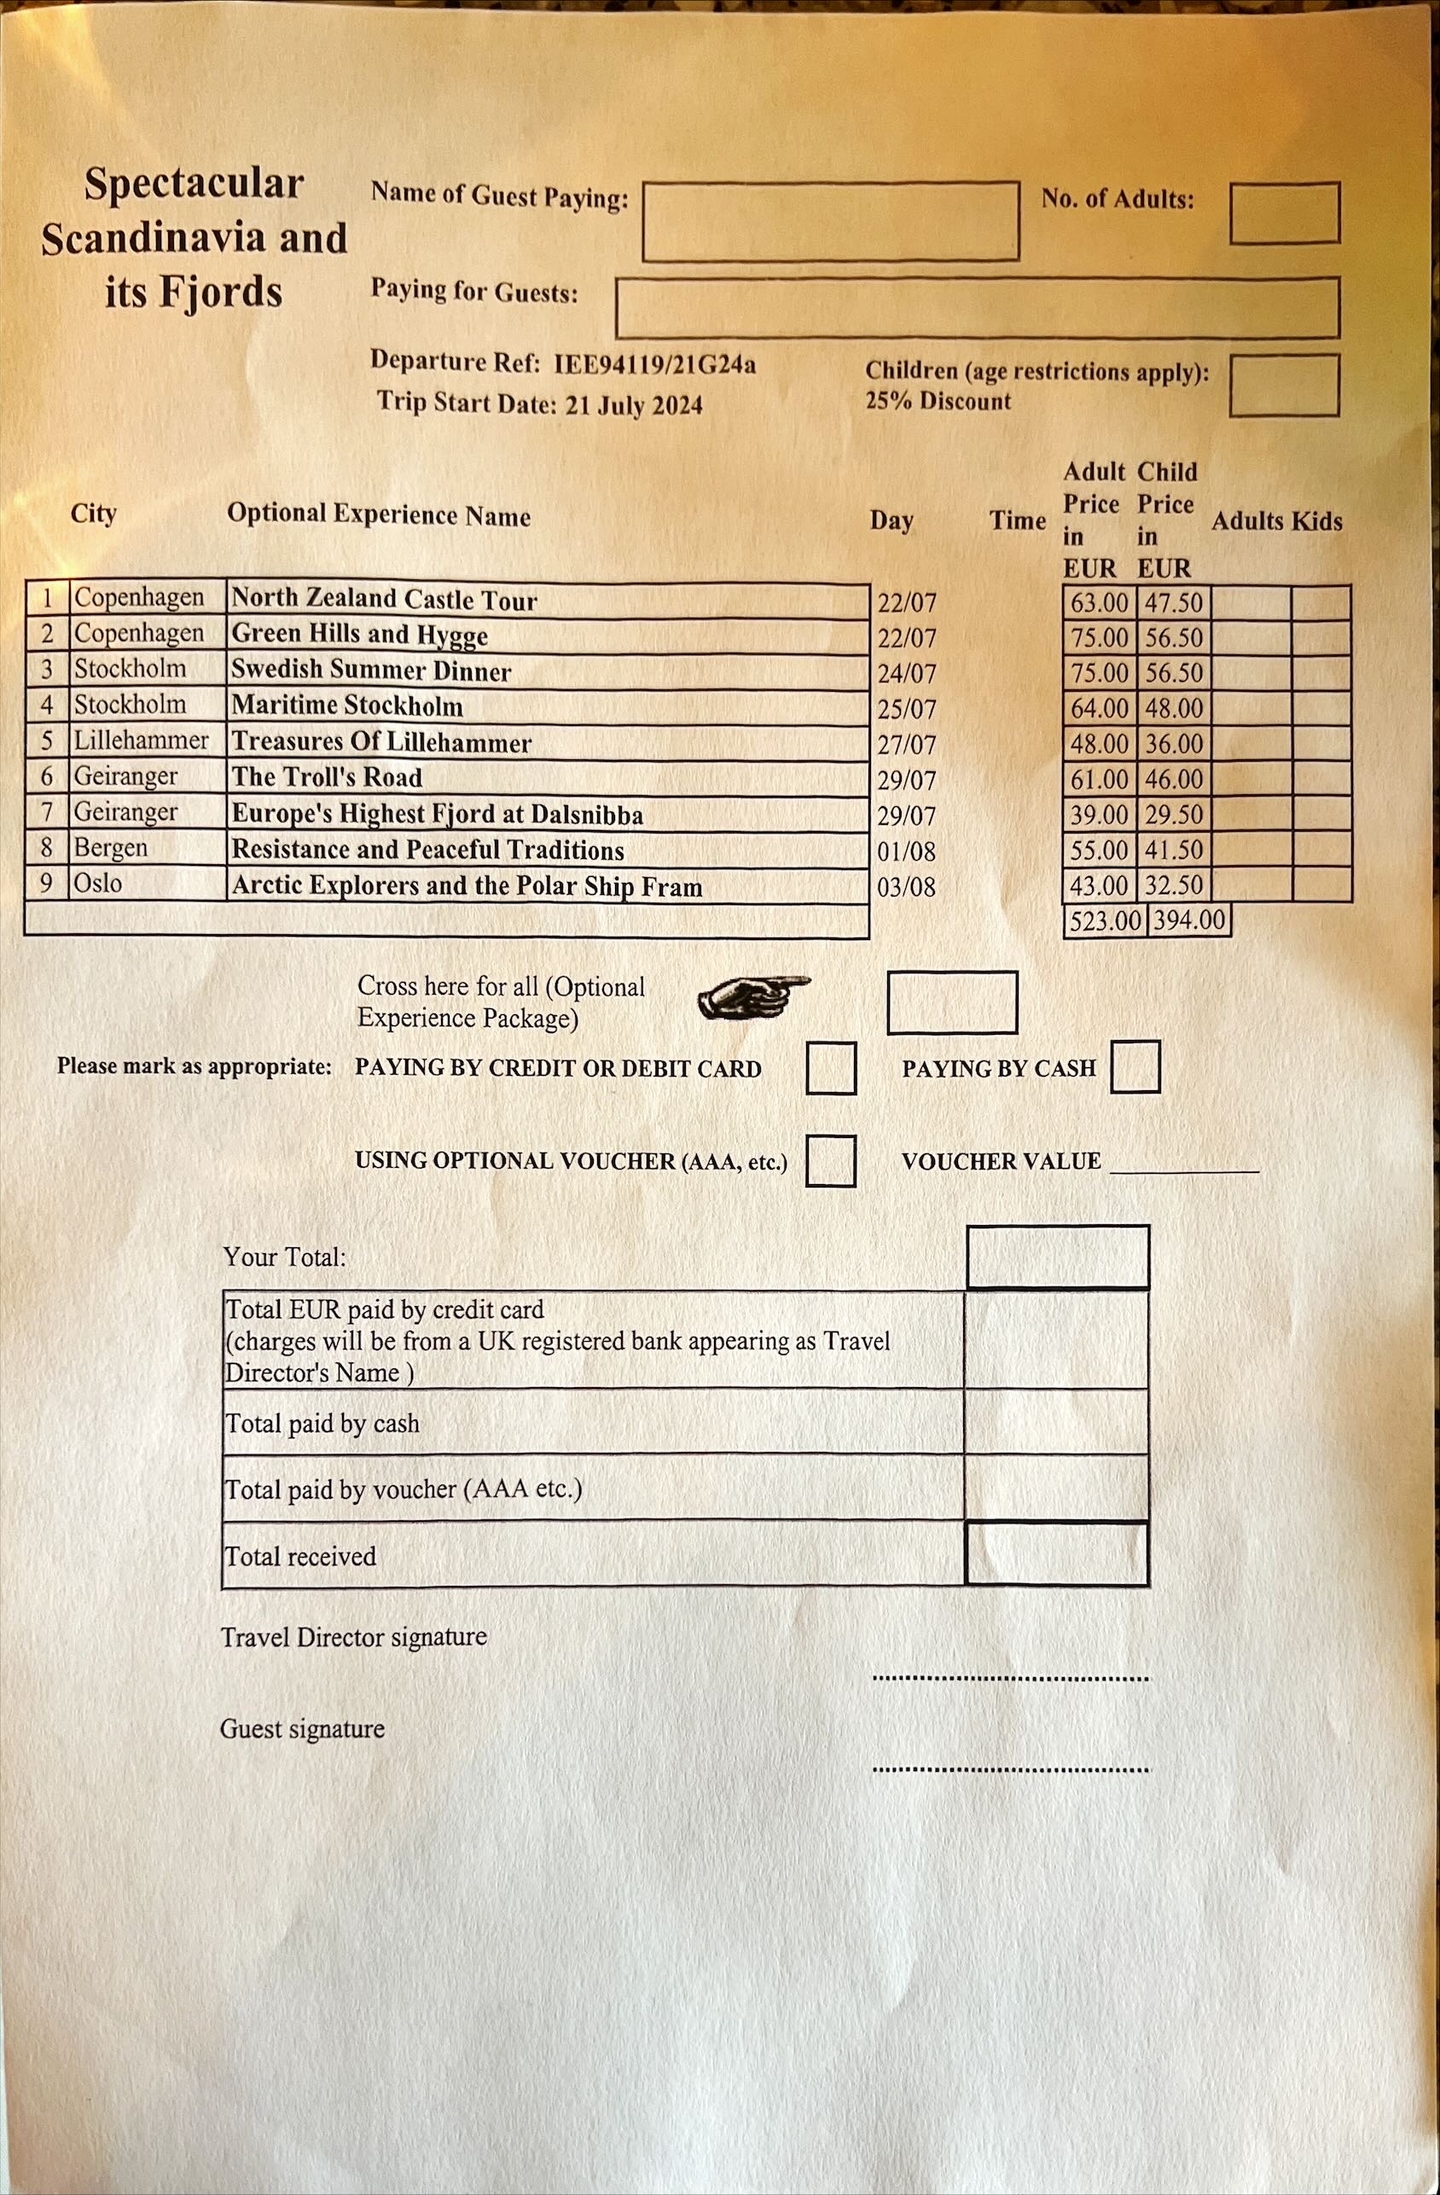 Spectacular
Scandinavia and
its Fjords
Name of Guest Paying:
No. of Adults:
Paying for Guests:
Departure Ref: IEE94119/21G24a
Trip Start Date: 21 July 2024
Children (age restrictions apply):
25% Discount
City Optional Experience Name Day Time Adult Price in EUR Child Price in EUR Adults Kids
1 Copenhagen North Zealand Castle Tour 22/07 63.00 47.50
2 Copenhagen Green Hills and Hygge 22/07 75.00 56.50
3 Stockholm Swedish Summer Dinner 24/07 75.00 56.50
4 Stockholm Maritime Stockholm 25/07 64.00 48.00
5 Lillehammer Treasures Of Lillehammer 27/07 48.00 36.00
6 Geiranger The Troll's Road 29/07 61.00 46.00
7 Geiranger Europe's Highest Fjord at Dalsnibba 29/07 39.00 29.50
8 Bergen Resistance and Peaceful Traditions 01/08 55.00 41.50
9 Oslo Arctic Explorers and the Polar Ship Fram 03/08 43.00 32.50
523.00 394.00
Cross here for all (Optional
Experience Package)
Please mark as appropriate: PAYING BY CREDIT OR DEBIT CARD PAYING BY CASH
USING OPTIONAL VOUCHER (AAA, etc.) VOUCHER VALUE
Your Total:
Total EUR paid by credit card
(charges will be from a UK registered bank appearing as Travel
Director's Name )
Total paid by cash
Total paid by voucher (AAA etc.)
Total received
Travel Director signature
Guest signature